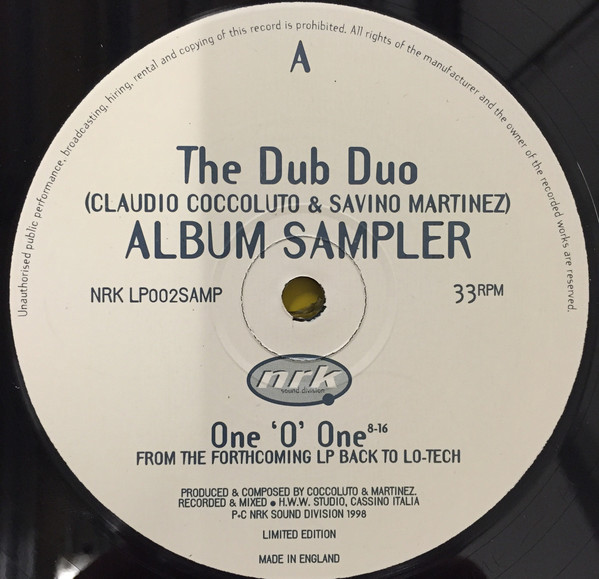 Unauthorised public performance, broadcasting, hiring, rental and copying of this record is prohibited. All rights of the manufacturer and the owner of the recorded works are reserved.
A
The Dub Duo
(CLAUDIO COCCOLUTO & SAVINO MARTINEZ)
ALBUM SAMPLER
NRK LP002SAMP 33RPM
nrk
sound division
One ‘O’ One 8-16
FROM THE FORTHCOMING LP BACK TO LO-TECH
PRODUCED & COMPOSED BY COCCOLUTO & MARTINEZ.
RECORDED & MIXED ● H.W.W. STUDIO, CASSINO ITALIA
P•C NRK SOUND DIVISION 1998
LIMITED EDITION
MADE IN ENGLAND